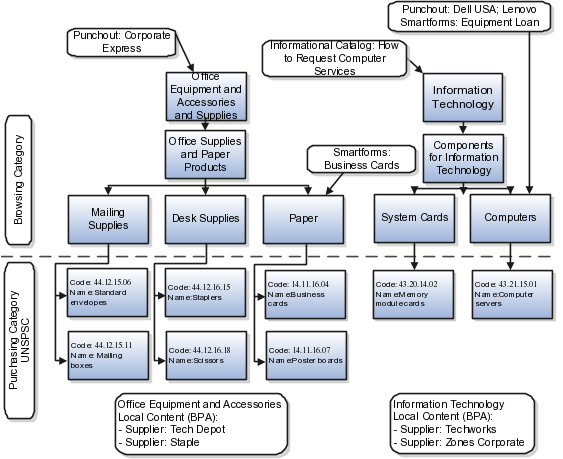 Punchout: Corporate
Express
Informational Catalog: How
to Request Computer
Services
Punchout: Dell USA; Lenovo
Smartforms: Equipment Loan
Office
Equipment and
Accessories
and Supplies
Information
Technology
Office Supplies
and Paper
Products
Smartforms:
Business Cards
Components
for Information
Technology
Browsing Category
Mailing
Supplies
Desk Supplies
Paper
System Cards
Computers
Purchasing Category
UNSPSC
Code: 44.12.15.06
Name:Standard
envelopes
Code: 44.12.16.15
Name:Staplers
Code: 14.11.16.04
Name:Business
cards
Code: 43.20.14.02
Name:Memory
module cards
Code: 43.21.15.01
Name:Computer
servers
Code: 44.12.15.11
Name: Mailing
boxes
Code: 44.12.16.18
Name:Scissors
Code: 14.11.16.07
Name:Poster boards
Office Equipment and Accessories
Local Content (BPA):
- Supplier: Tech Depot
- Supplier: Staple
Information Technology
Local Content (BPA):
- Supplier: Techworks
- Supplier: Zones Corporate